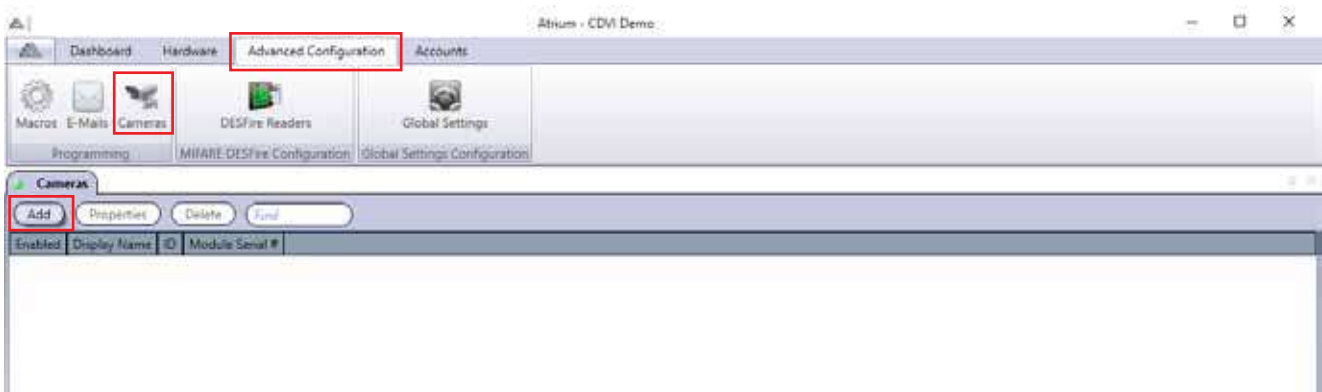 Atrium - CDVI Demo
Dashboard Hardware Advanced Configuration Accounts
Macros E-Mails Cameras DESFire Readers Global Settings
Programming MIFARE DESFire Configuration Global Settings Configuration
Cameras
Add Properties Delete Find
Enabled Display Name ID Module Serial #